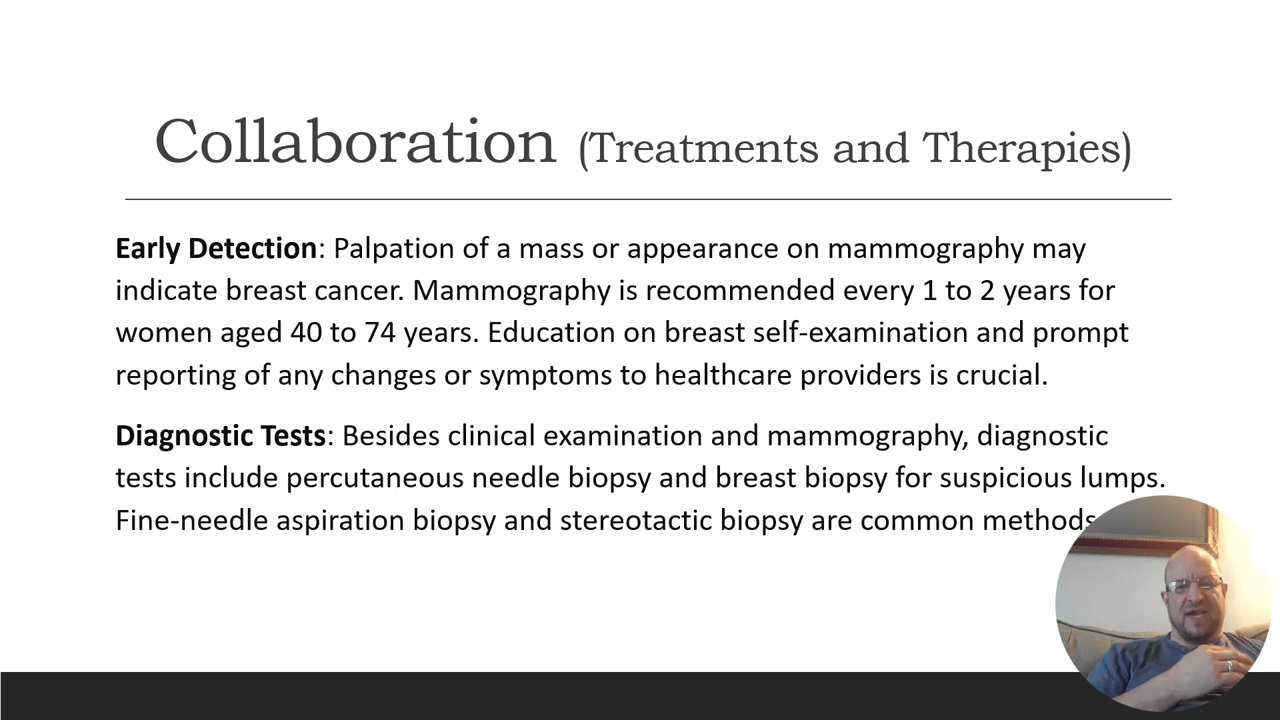 Collaboration (Treatments and Therapies)
Early Detection: Palpation of a mass or appearance on mammography may
indicate breast cancer. Mammography is recommended every 1 to 2 years for
women aged 40 to 74 years. Education on breast self-examination and prompt
reporting of any changes or symptoms to healthcare providers is crucial.
Diagnostic Tests: Besides clinical examination and mammography, diagnostic
tests include percutaneous needle biopsy and breast biopsy for suspicious lumps.
Fine-needle aspiration biopsy and stereotactic biopsy are common methods